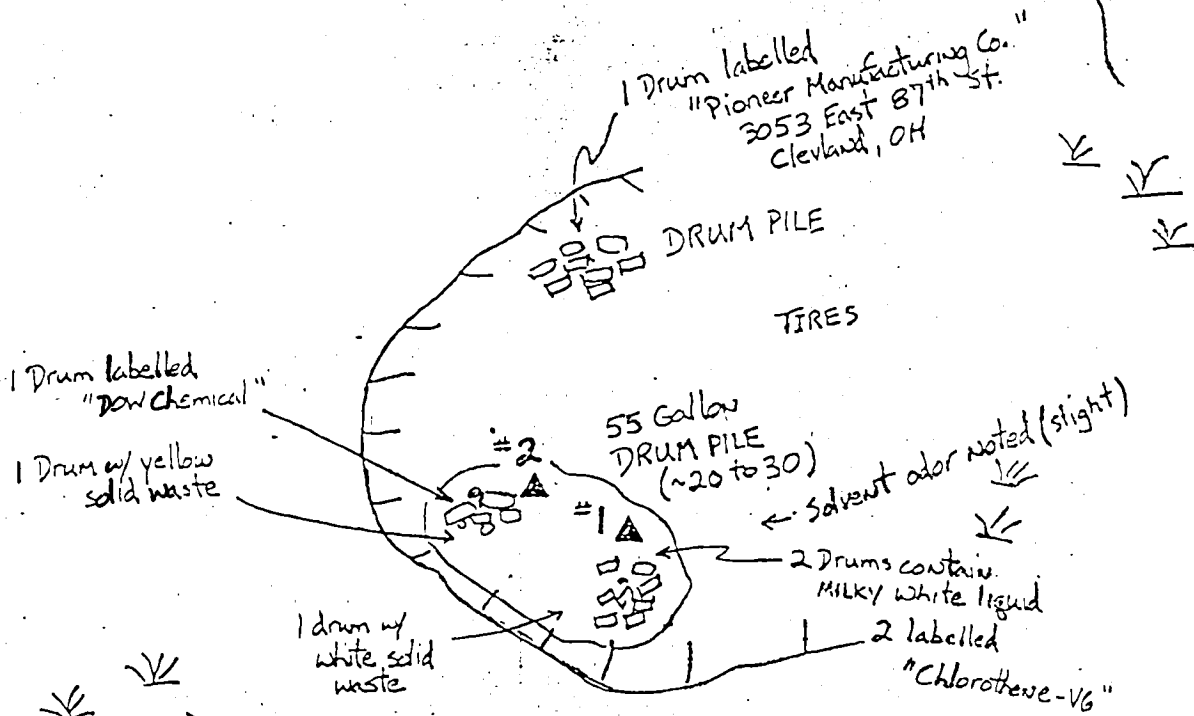 1 Drum labelled
"Pioneer Manufacturing Co."
3053 East 87th St.
Clevland, OH
DRUM PILE
TIRES
1 Drum labelled
"DOW Chemical"
1 Drum w/ yellow
solid waste
#2
55 Gallon
DRUM PILE
(~20 to 30)
#1
← Solvent odor noted (slight)
2 Drums contain
MILKY white liquid
2 labelled
"Chlorothene-VG"
1 drum w/
white solid
waste